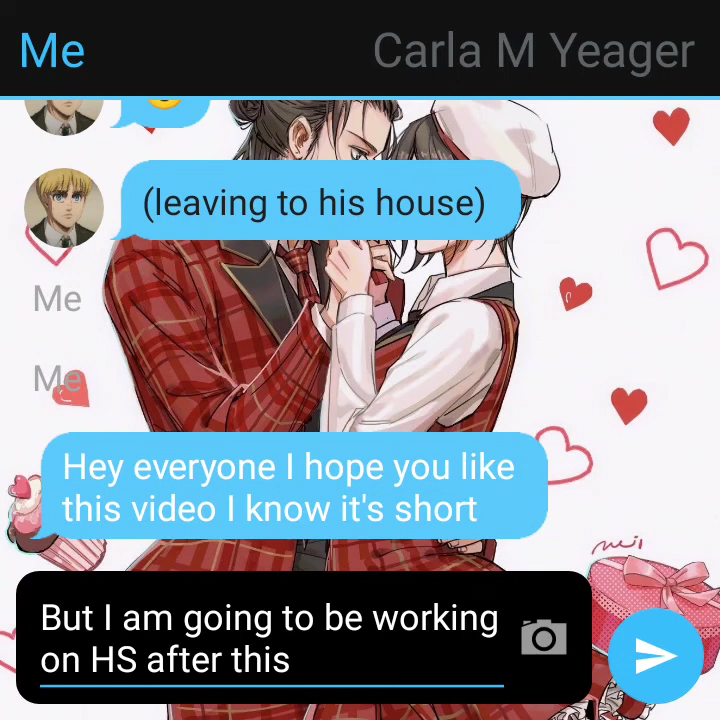 Me
Carla M Yeager
(leaving to his house)
Me
Me
Hey everyone I hope you like
this video I know it's short
But I am going to be working
on HS after this